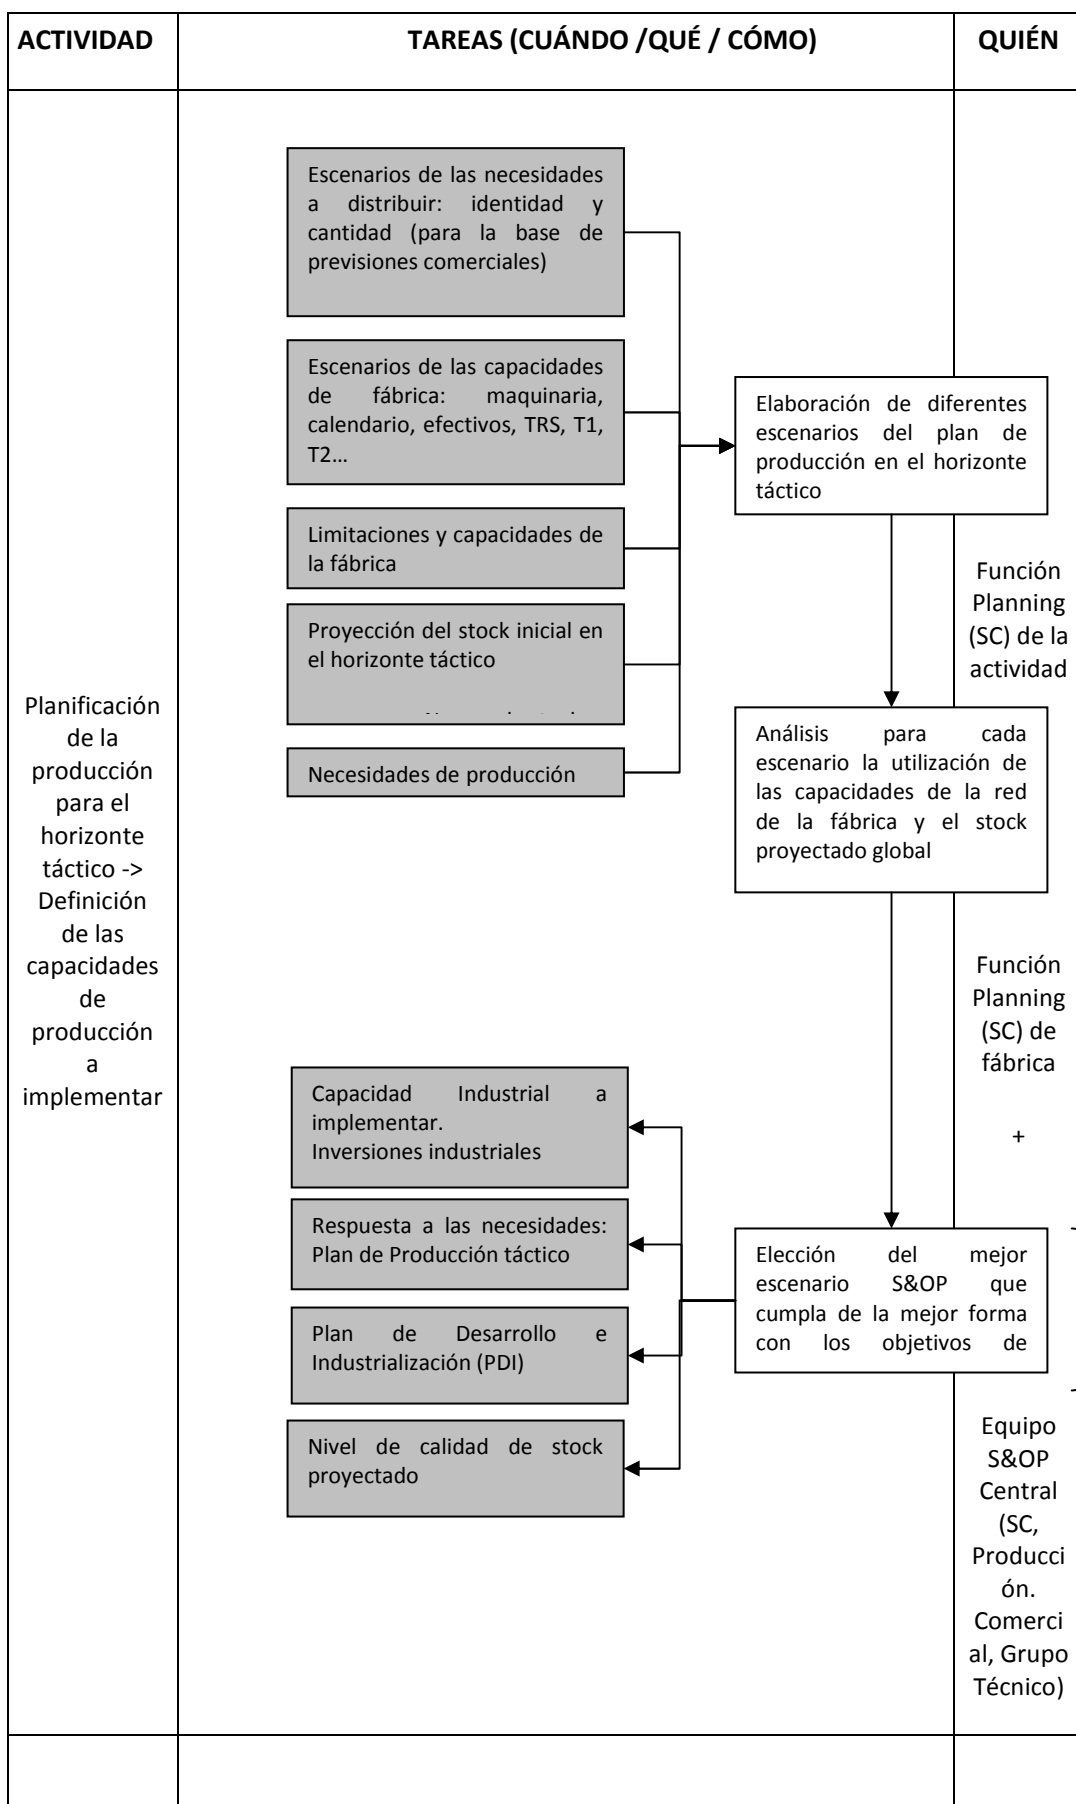 ACTIVIDAD
TAREAS (CUÁNDO /QUÉ / CÓMO)
QUIÉN
Planificación
de la
producción
para el
horizonte
táctico ->
Definición
de las
capacidades
de
producción
a
implementar
Escenarios de las necesidades
a distribuir: identidad y
cantidad (para la base de
previsiones comerciales)
Escenarios de las capacidades
de fábrica: maquinaria,
calendario, efectivos, TRS, T1,
T2…
Limitaciones y capacidades de
la fábrica
Proyección del stock inicial en
el horizonte táctico
Necesidades de producción
Elaboración de diferentes
escenarios del plan de
producción en el horizonte
táctico
Análisis para cada
escenario la utilización de
las capacidades de la red
de la fábrica y el stock
proyectado global
Elección del mejor
escenario S&OP que
cumpla de la mejor forma
con los objetivos de
Capacidad Industrial a
implementar.
Inversiones industriales
Respuesta a las necesidades:
Plan de Producción táctico
Plan de Desarrollo e
Industrialización (PDI)
Nivel de calidad de stock
proyectado
Función
Planning
(SC) de la
actividad
Función
Planning
(SC) de
fábrica
+
Equipo
S&OP
Central
(SC,
Producci
ón.
Comerci
al, Grupo
Técnico)